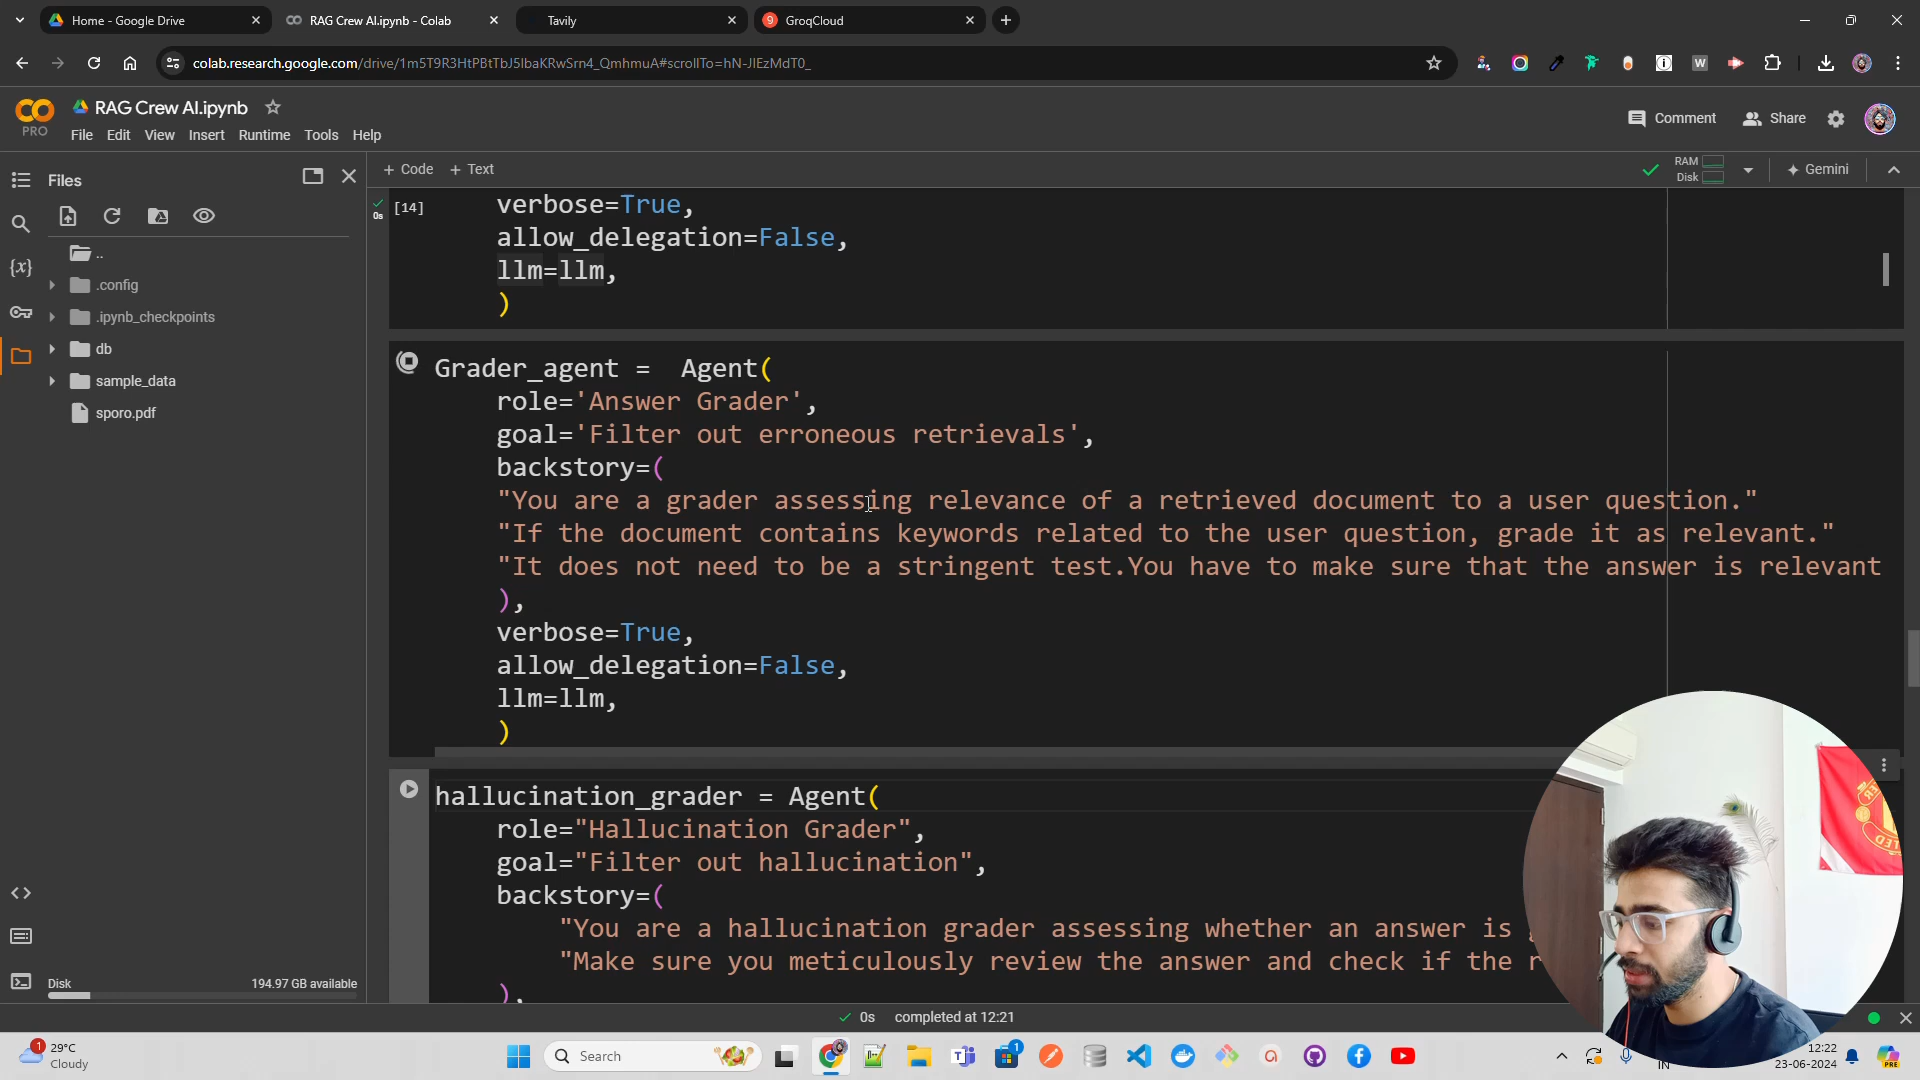 Home - Google Drive
RAG Crew AI.ipynb - Colab
Tavily
9
GroqCloud
colab.research.google.com/drive/1m5T9R3HtPBtTbJ5IbaKRwSrn4_QmhmuA#scrollTo=hN-JIEzMdT0_
PRO
RAG Crew AI.ipynb
File Edit View Insert Runtime Tools Help
Comment
Share
Files
+ Code + Text
RAM
Disk
Gemini
..
.config
.ipynb_checkpoints
db
sample_data
sporo.pdf
Disk
194.97 GB available
0s
[14]
verbose=True,
allow_delegation=False,
llm=llm,
)
Grader_agent = Agent(
role='Answer Grader',
goal='Filter out erroneous retrievals',
backstory=(
"You are a grader assessing relevance of a retrieved document to a user question."
"If the document contains keywords related to the user question, grade it as relevant."
"It does not need to be a stringent test.You have to make sure that the answer is relevant
),
verbose=True,
allow_delegation=False,
llm=llm,
)
hallucination_grader = Agent(
role="Hallucination Grader",
goal="Filter out hallucination",
backstory=(
"You are a hallucination grader assessing whether an answer is
"Make sure you meticulously review the answer and check if the
),
0s completed at 12:21
1
29°C
Cloudy
Search
1
IN
12:22
23-06-2024
PRE